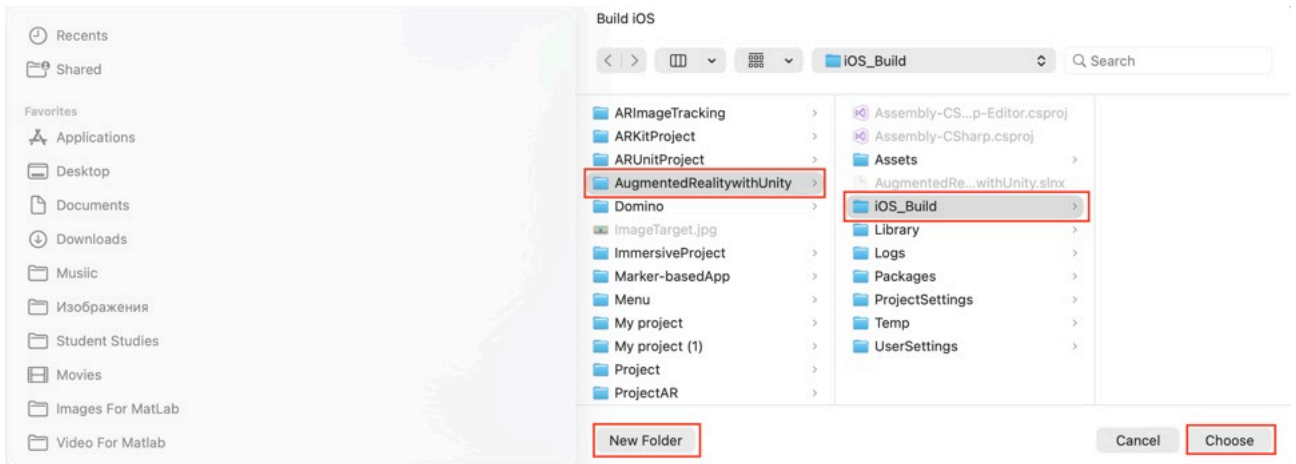 Build iOS
Recents
Shared
Favorites
Applications
Desktop
Documents
Downloads
Musiic
Изображения
Student Studies
Movies
Images For MatLab
Video For Matlab
iOS_Build
Search
ARImageTracking
ARKitProject
ARUnitProject
AugmentedRealitywithUnity
Domino
ImageTarget.jpg
ImmersiveProject
Marker-basedApp
Menu
My project
My project (1)
Project
ProjectAR
Assembly-CS...p-Editor.csproj
Assembly-CSharp.csproj
Assets
AugmentedRe...withUnity.slnx
iOS_Build
Library
Logs
Packages
ProjectSettings
Temp
UserSettings
New Folder
Cancel
Choose